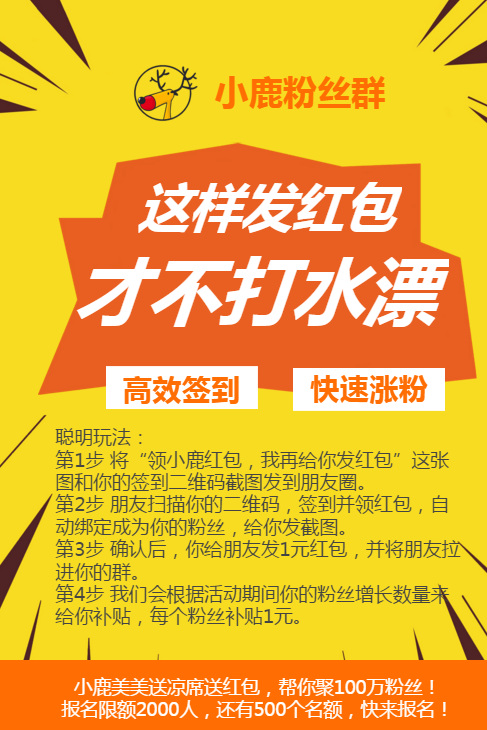 小鹿粉丝群
这样发红包
才不打水漂
高效签到 快速涨粉
聪明玩法：
第1步 将“领小鹿红包，我再给你发红包”这张
图和你的签到二维码截图发到朋友圈。
第2步 朋友扫描你的二维码，签到并领红包，自
动绑定成为你的粉丝，给你发截图。
第3步 确认后，你给朋友发1元红包，并将朋友拉
进你的群。
第4步 我们会根据活动期间你的粉丝增长数量来
给你补贴，每个粉丝补贴1元。
小鹿美美送凉席送红包，帮你聚100万粉丝！
报名限额2000人，还有500个名额，快来报名！